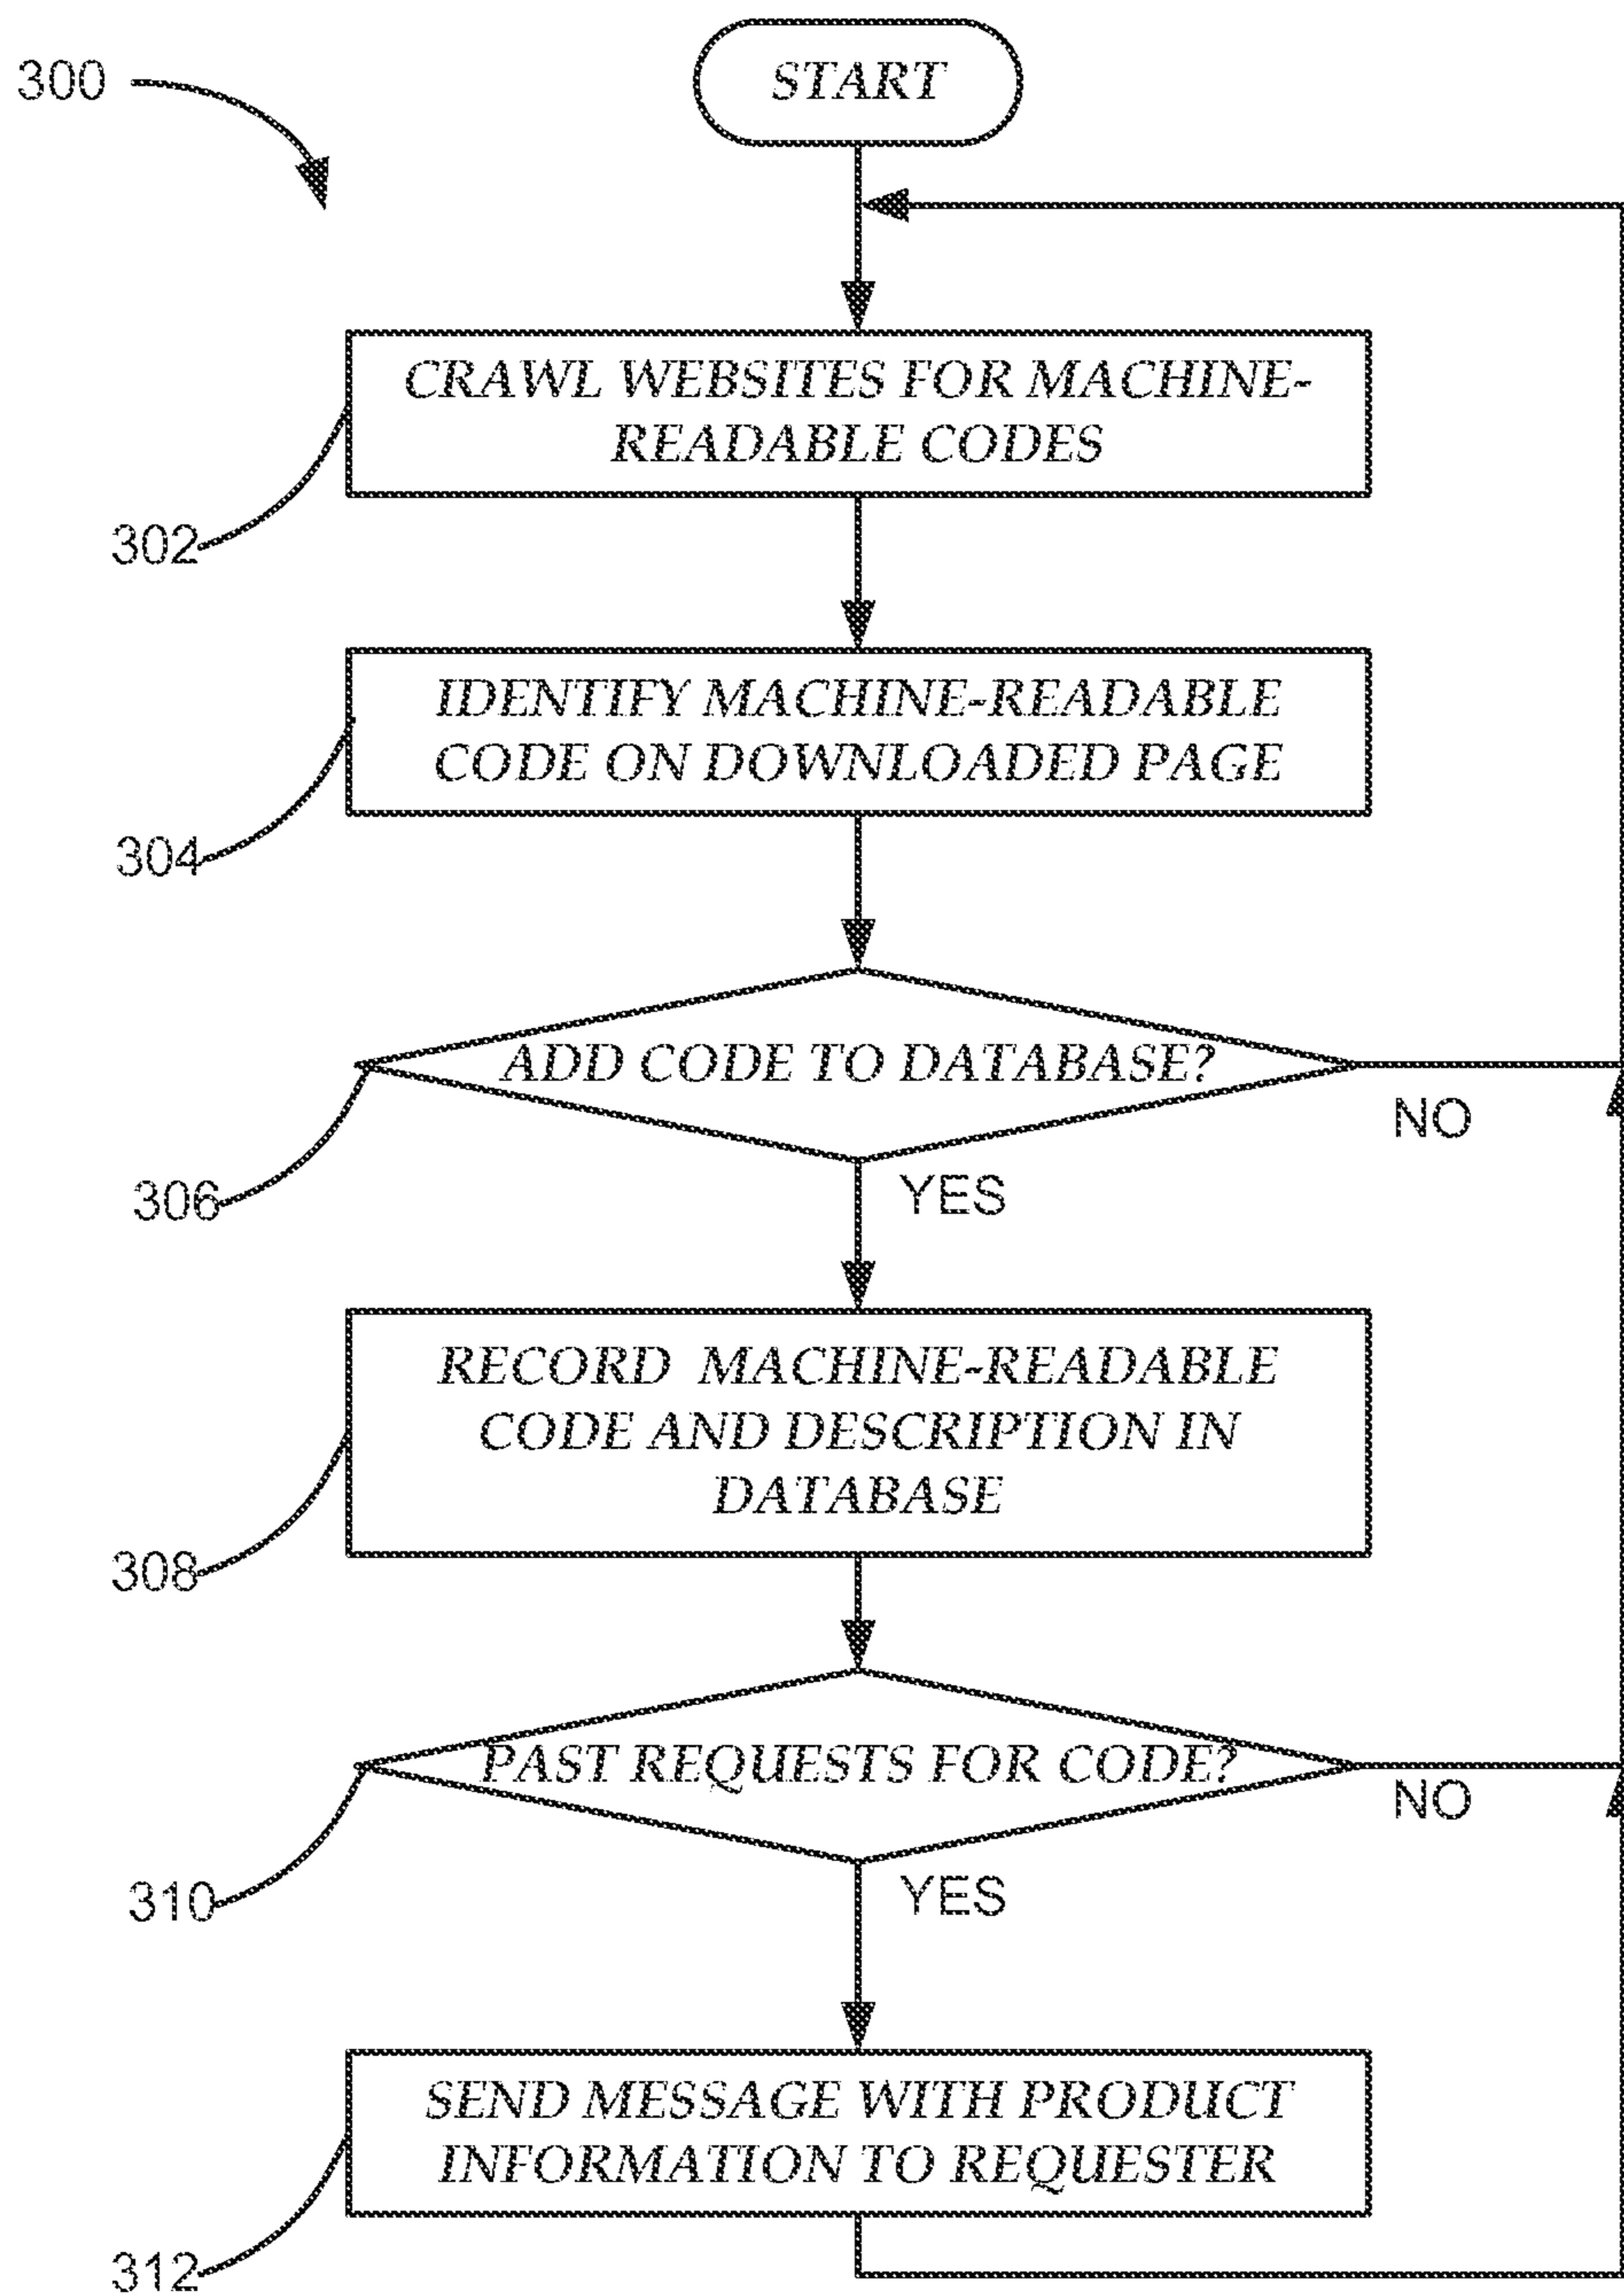 300
START
CRAWL WEBSITES FOR MACHINE-
READABLE CODES
302
IDENTIFY MACHINE-READABLE
CODE ON DOWNLOADED PAGE
304
ADD CODE TO DATABASE?
NO
306
YES
RECORD MACHINE-READABLE
CODE AND DESCRIPTION IN
DATABASE
308
PAST REQUESTS FOR CODE?
NO
310
YES
SEND MESSAGE WITH PRODUCT
INFORMATION TO REQUESTER
312